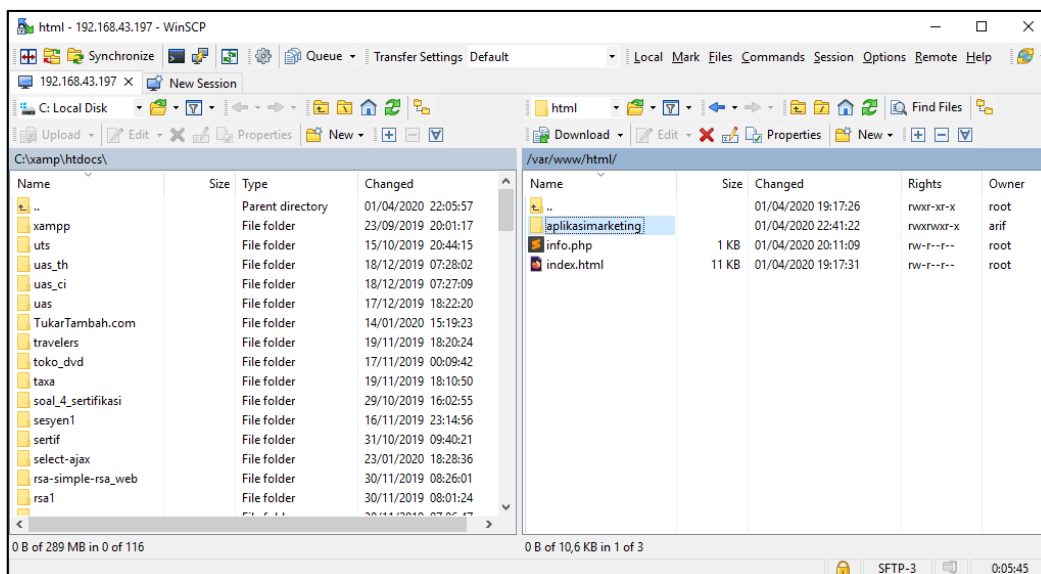 html - 192.168.43.197 - WinSCP
Synchronize Queue Transfer Settings Default Local Mark Files Commands Session Options Remote Help
192.168.43.197 New Session
C: Local Disk html Find Files
Upload Edit Properties New Download Edit Properties New
C:\xamp\htdocs\ /var/www/html/
Name Size Type Changed Name Size Changed Rights Owner
.. Parent directory 01/04/2020 22:05:57 .. 01/04/2020 19:17:26 rwxr-xr-x root
xampp File folder 23/09/2019 20:01:17 aplikasimarketing 01/04/2020 22:41:22 rwxrwxr-x arif
uts File folder 15/10/2019 20:44:15 info.php 1 KB 01/04/2020 20:11:09 rw-r--r-- root
uas_th File folder 18/12/2019 07:28:02 index.html 11 KB 01/04/2020 19:17:31 rw-r--r-- root
uas_ci File folder 18/12/2019 07:27:09
uas File folder 17/12/2019 18:22:20
TukarTambah.com File folder 14/01/2020 15:19:23
travelers File folder 19/11/2019 18:20:24
toko_dvd File folder 17/11/2019 00:09:42
taxa File folder 19/11/2019 18:10:50
soal_4_sertifikasi File folder 29/10/2019 16:02:55
sesyen1 File folder 16/11/2019 23:14:56
sertif File folder 31/10/2019 09:40:21
select-ajax File folder 23/01/2020 18:28:36
rsa-simple-rsa_web File folder 30/11/2019 08:26:01
rsa1 File folder 30/11/2019 08:01:24
0 B of 289 MB in 0 of 116 0 B of 10,6 KB in 1 of 3
SFTP-3 0:05:45